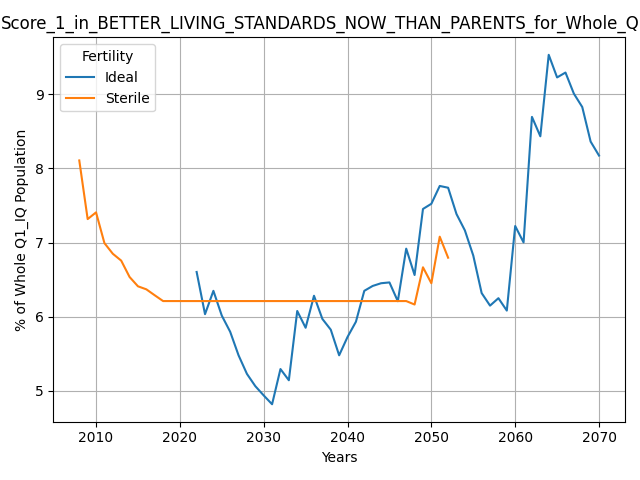 Score_1_in_BETTER_LIVING_STANDARDS_NOW_THAN_PARENTS_for_Whole_Q
Fertility
Ideal
Sterile
% of Whole Q1_IQ Population
9
8
7
6
5
2010 2020 2030 2040 2050 2060 2070
Years